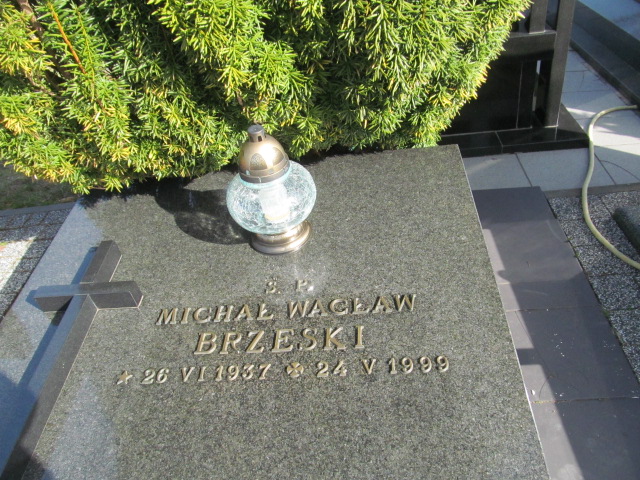 Ś. P.
MICHAŁ WACŁAW
BRZESKI
26 VI 1937 24 V 1999